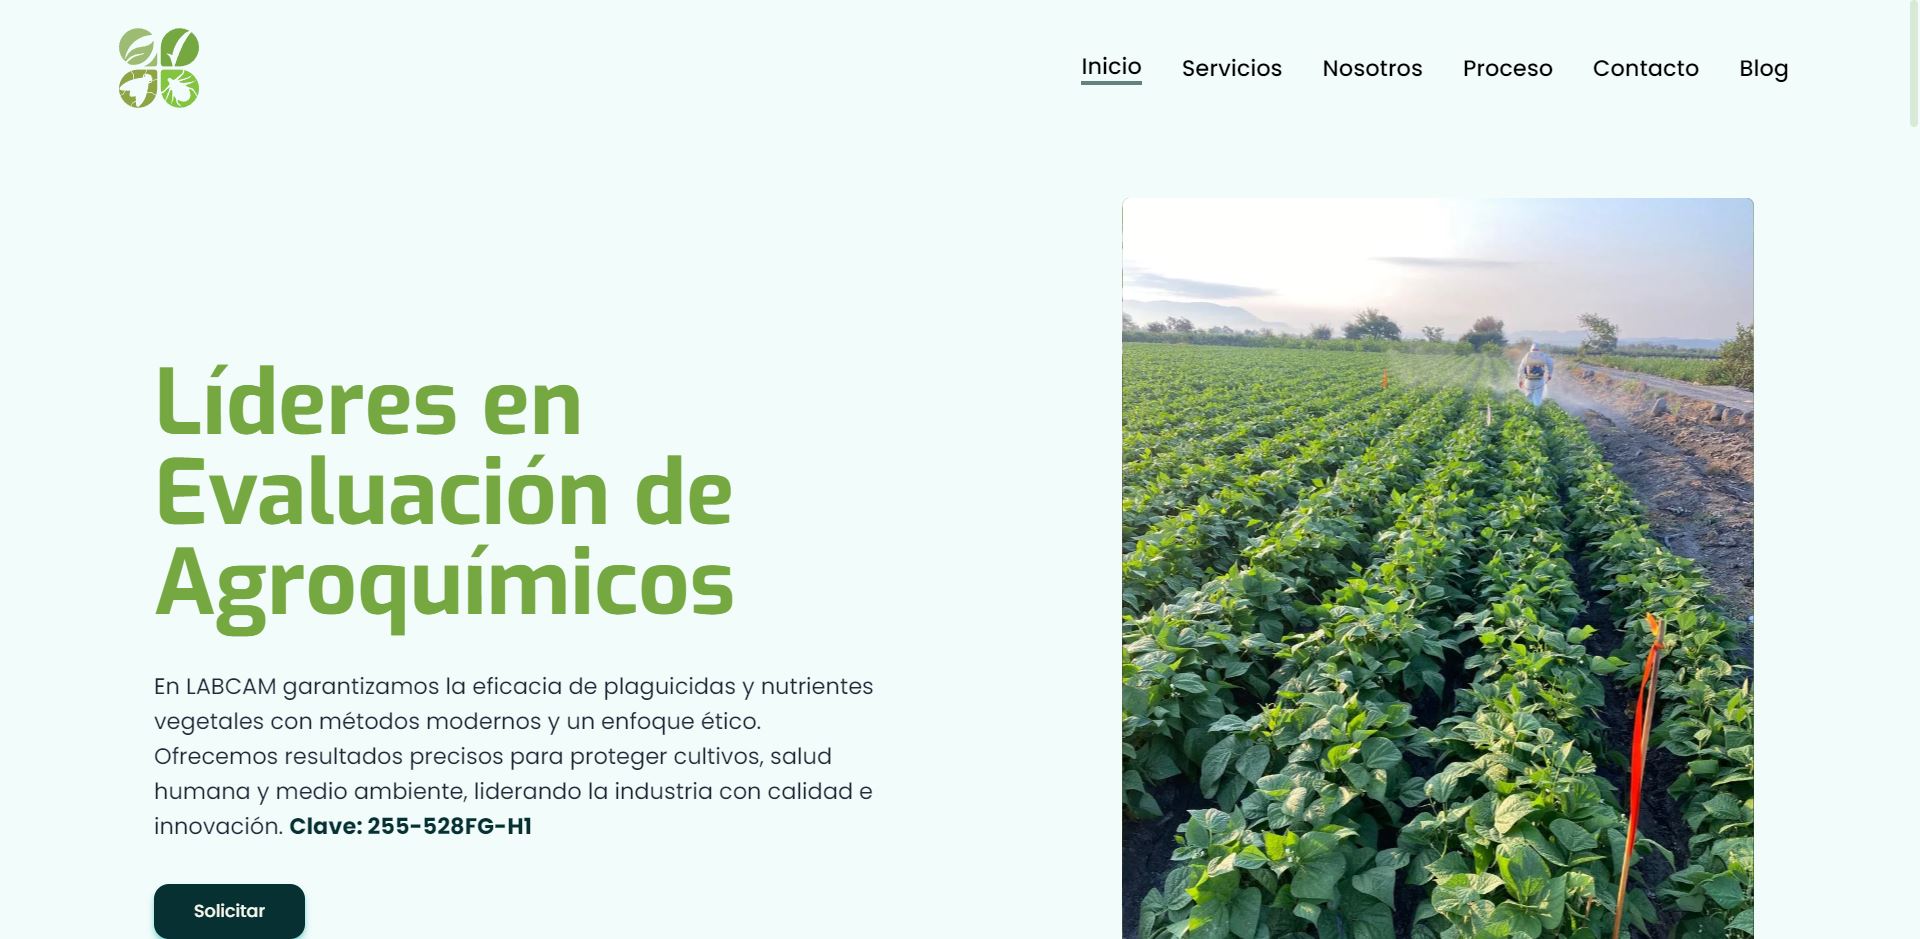 Inicio Servicios Nosotros Proceso Contacto Blog
Líderes en
Evaluación de
Agroquímicos
En LABCAM garantizamos la eficacia de plaguicidas y nutrientes
vegetales con métodos modernos y un enfoque ético.
Ofrecemos resultados precisos para proteger cultivos, salud
humana y medio ambiente, liderando la industria con calidad e
innovación. Clave: 255-528FG-H1
Solicitar